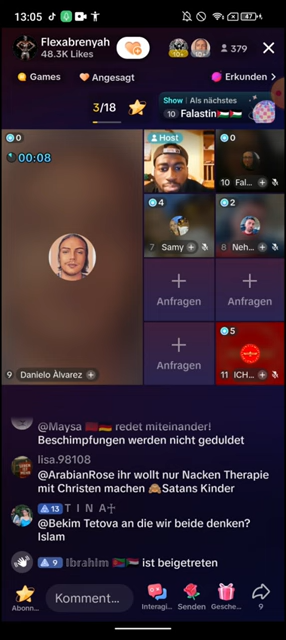 13:05
47
Flexabrenyah
48.3K Likes
379
Games
Angesagt
Erkunden
3/18
Show Als nächstes
10 Falastin
0
00:08
Host
0
10 Fal...
4
7 Samy
2
8 Neh...
Anfragen
Anfragen
Anfragen
9 Danielo Àlvarez
5
11 ICH...
@Maysa redet miteinander!
Beschimpfungen werden nicht geduldet
lisa.98108
@ArabianRose ihr wollt nur Nacken Therapie
mit Christen machen Satans Kinder
13 T I N A
@Bekim Tetova an die wir beide denken?
Islam
9 Ibrahim ist beigetreten
Abonn...
Kommentar...
Interagi...
Senden
Gesche...
9